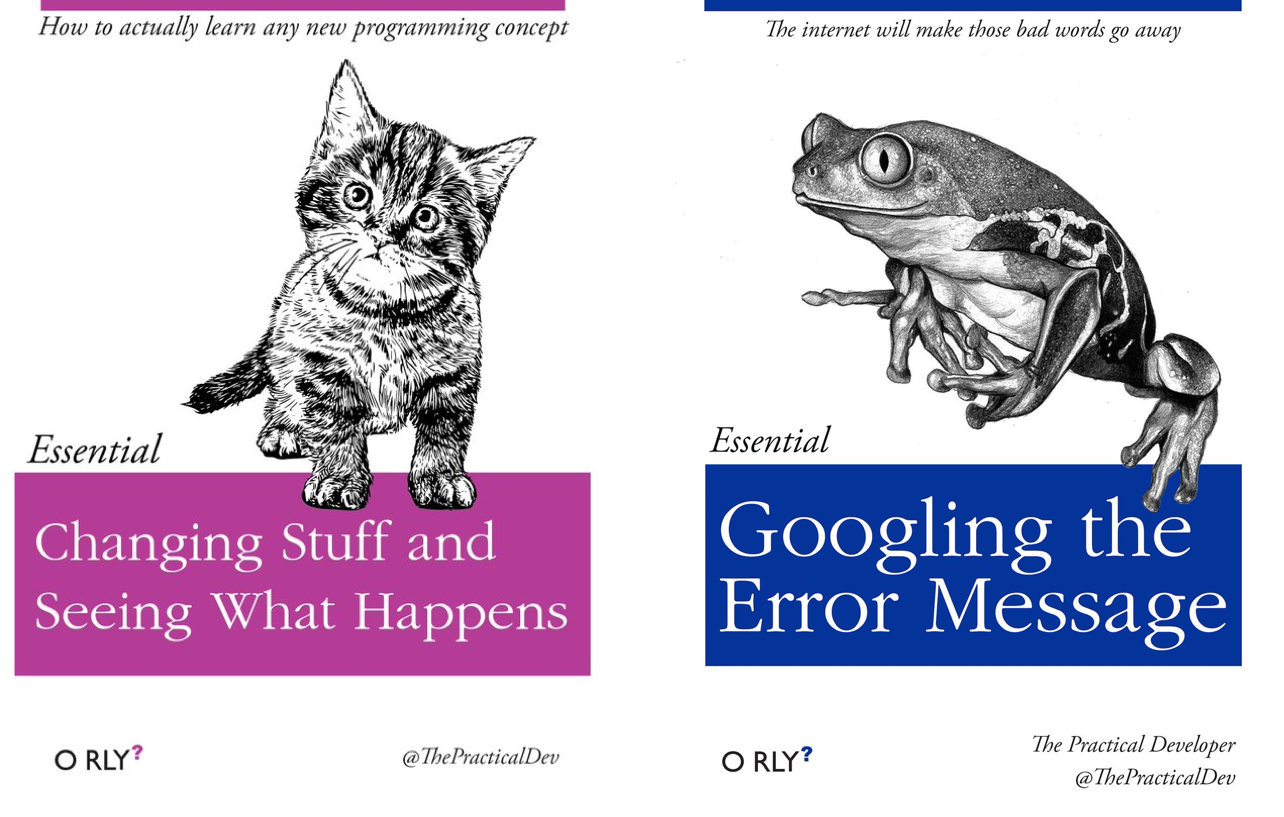 How to actually learn any new programming concept
Essential
Changing Stuff and
Seeing What Happens
O RLY?
@ThePracticalDev
The internet will make those bad words go away
Essential
Googling the
Error Message
O RLY?
The Practical Developer
@ThePracticalDev